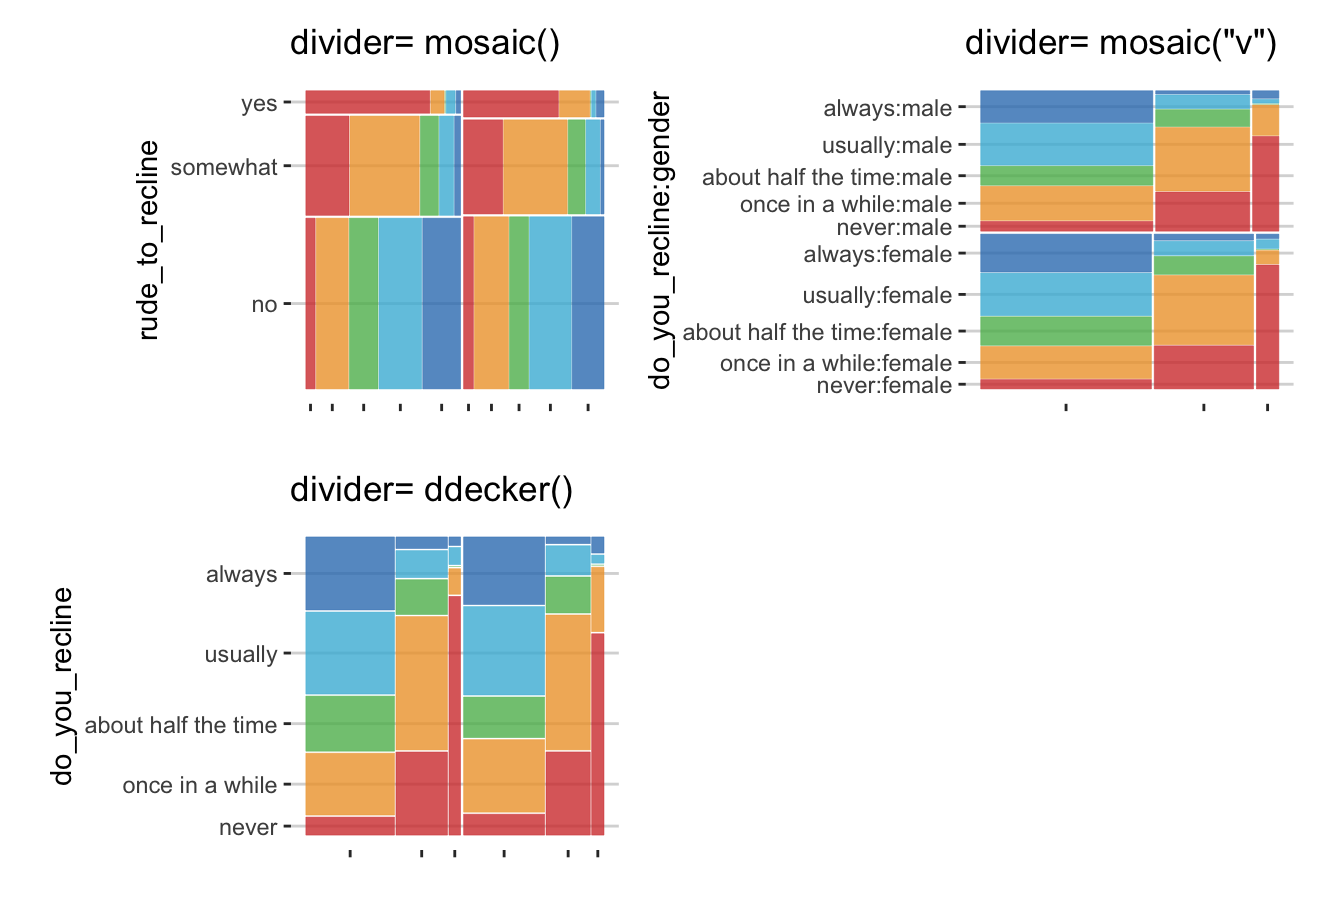 divider= mosaic()
rude_to_recline
yes
somewhat
no
divider= mosaic("v")
do_you_recline:gender
always:male
usually:male
about half the time:male
once in a while:male
never:male
always:female
usually:female
about half the time:female
once in a while:female
never:female
divider= ddecker()
do_you_recline
always
usually
about half the time
once in a while
never